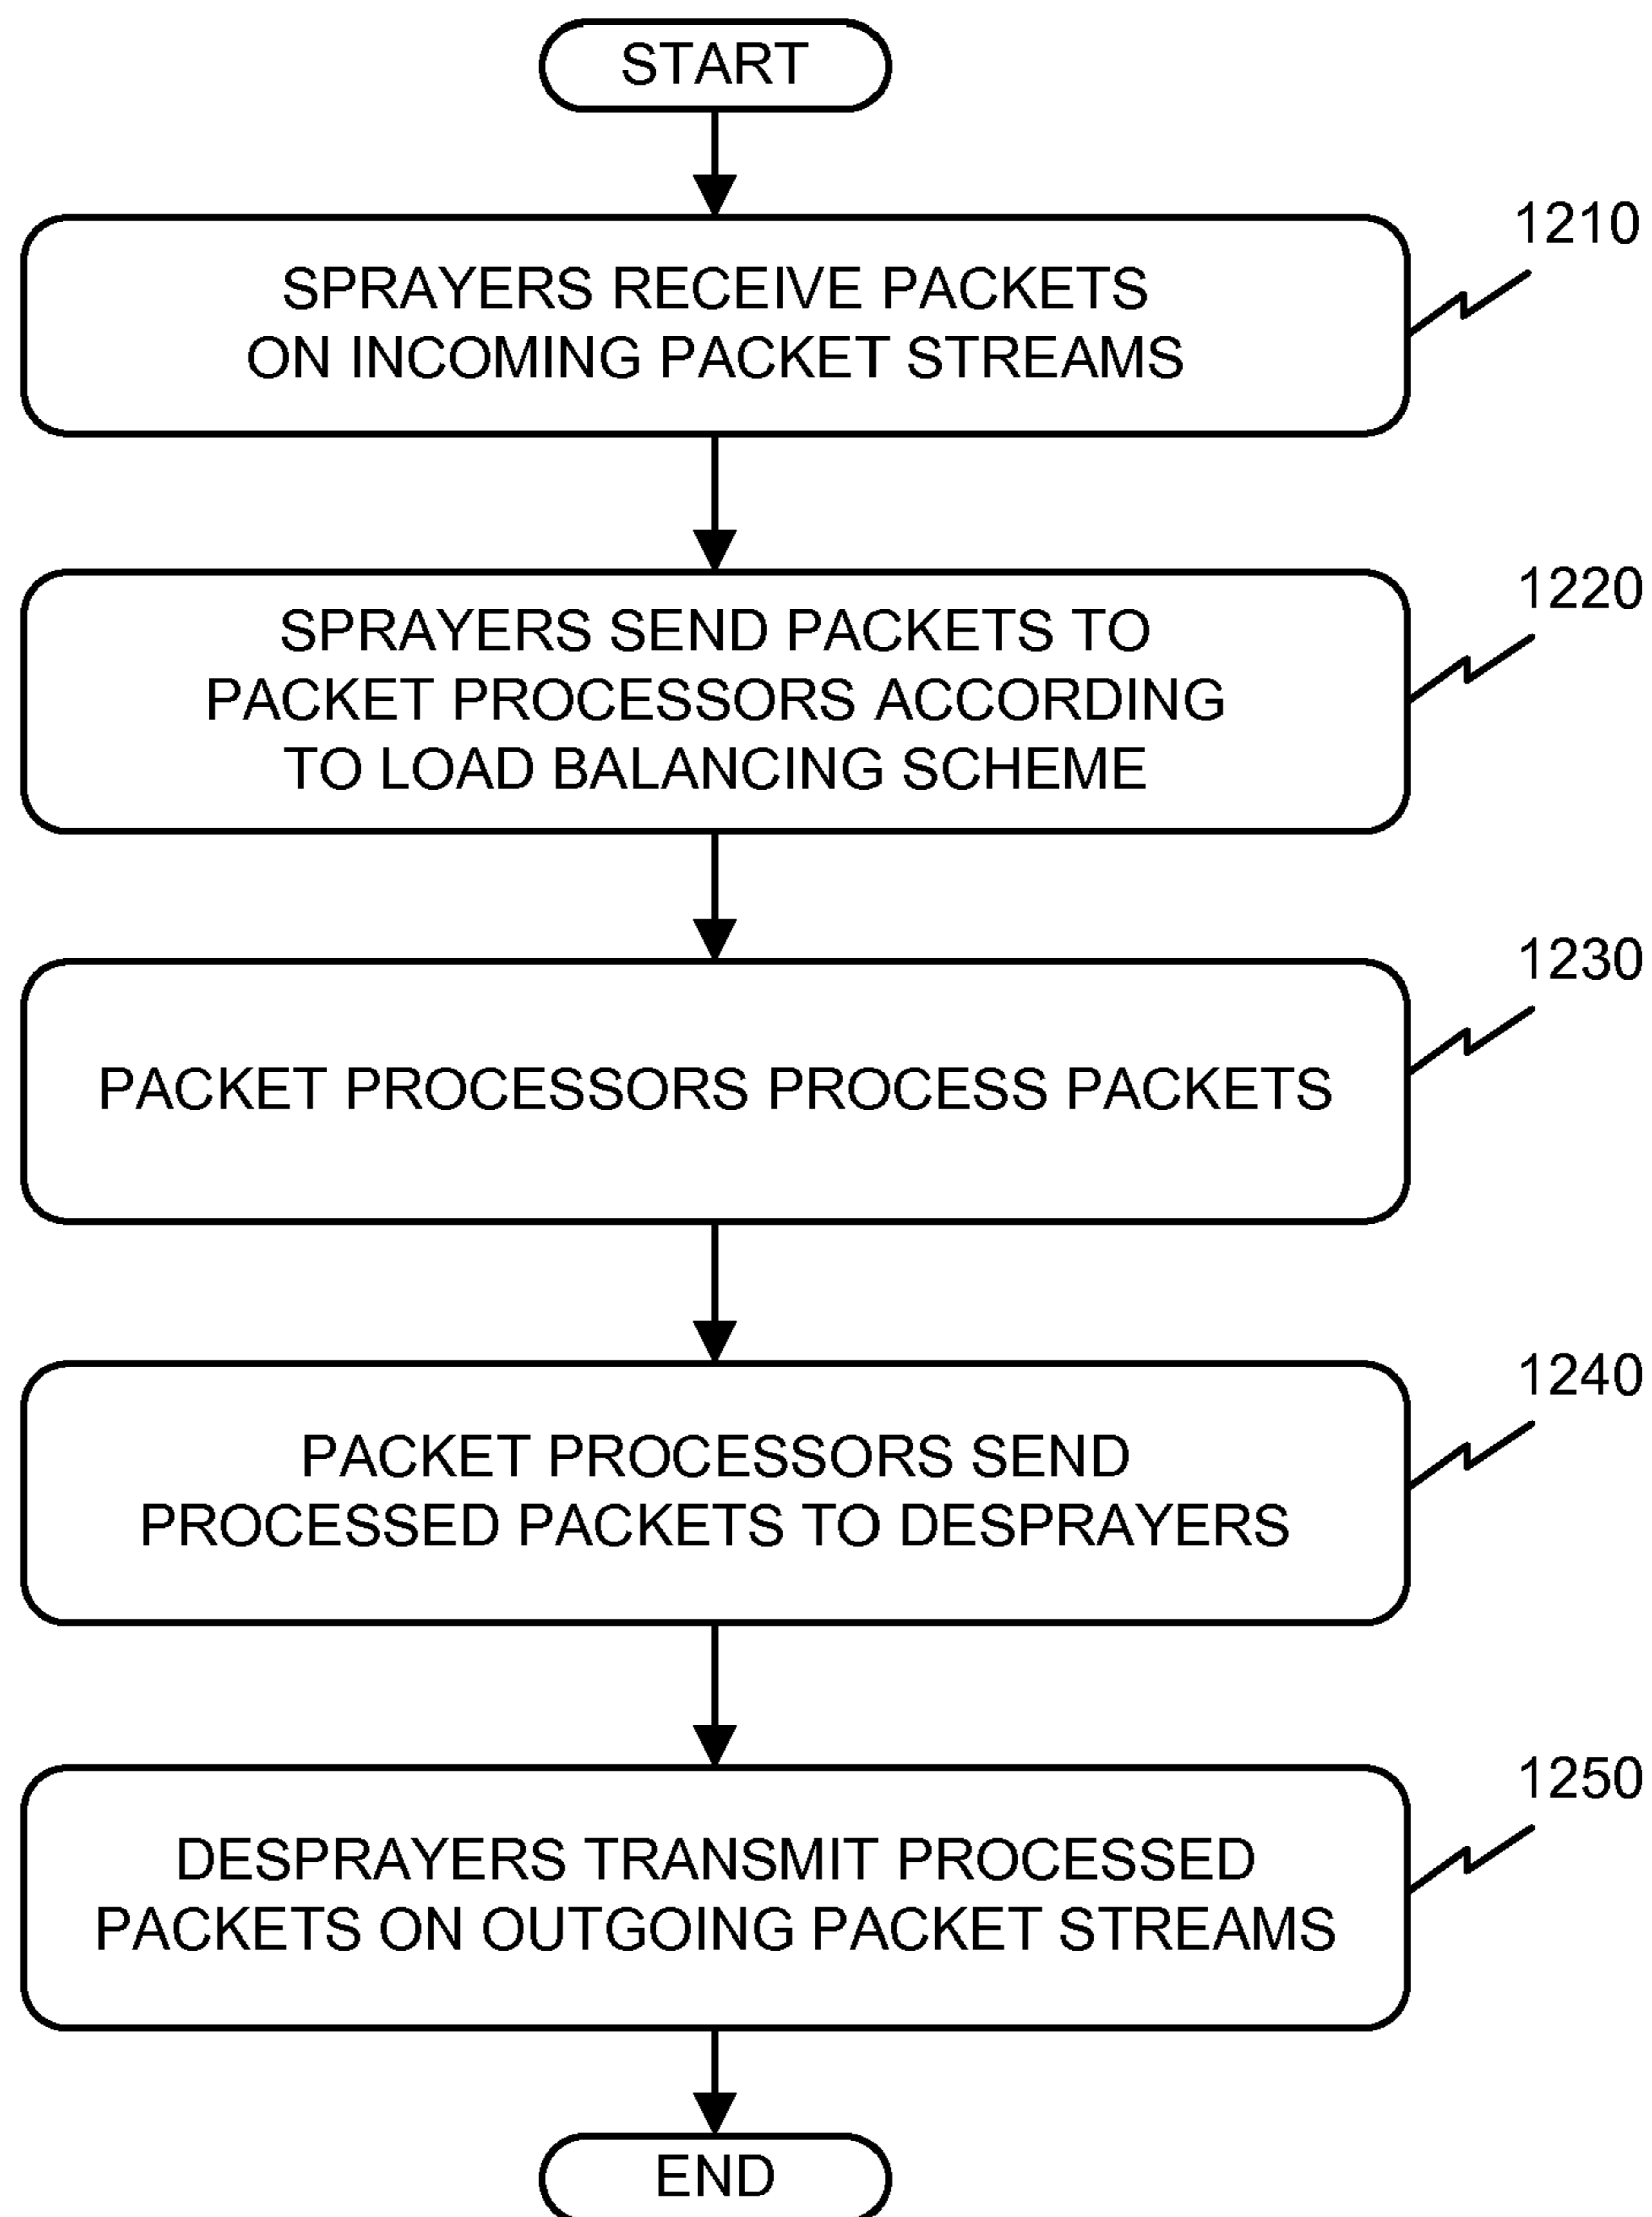 START
1210
SPRAYERS RECEIVE PACKETS
ON INCOMING PACKET STREAMS
1220
SPRAYERS SEND PACKETS TO
PACKET PROCESSORS ACCORDING
TO LOAD BALANCING SCHEME
1230
PACKET PROCESSORS PROCESS PACKETS
1240
PACKET PROCESSORS SEND
PROCESSED PACKETS TO DESPRAYERS
1250
DESPRAYERS TRANSMIT PROCESSED
PACKETS ON OUTGOING PACKET STREAMS
END